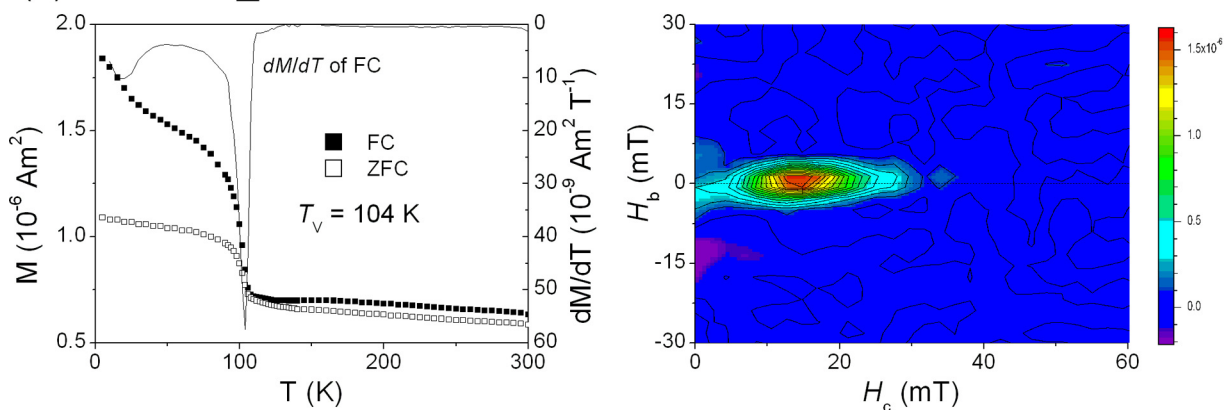 2.0
1.5
1.0
0.5
M (10⁻⁶ Am²)
0
10
20
30
40
50
60
dM/dT (10⁻⁹ Am² T⁻¹)
dM/dT of FC
FC
ZFC
T_V = 104 K
0
100
200
300
T (K)
30
15
0
-15
-30
H_b (mT)
0
20
40
60
H_c (mT)
1.5x10⁻⁶
1.0
0.5
0.0